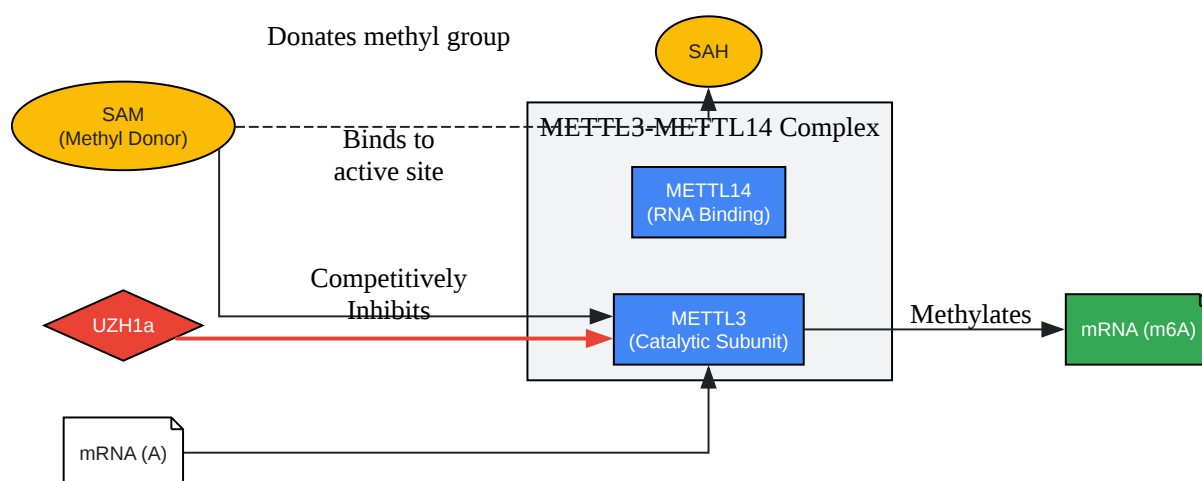 Donates methyl group
SAH
SAM
(Methyl Donor)
METTL3-METTL14 Complex
Binds to
active site
METTL14
(RNA Binding)
Competitively
Inhibits
UZH1a
METTL3
(Catalytic Subunit)
Methylates
mRNA (m6A)
mRNA (A)